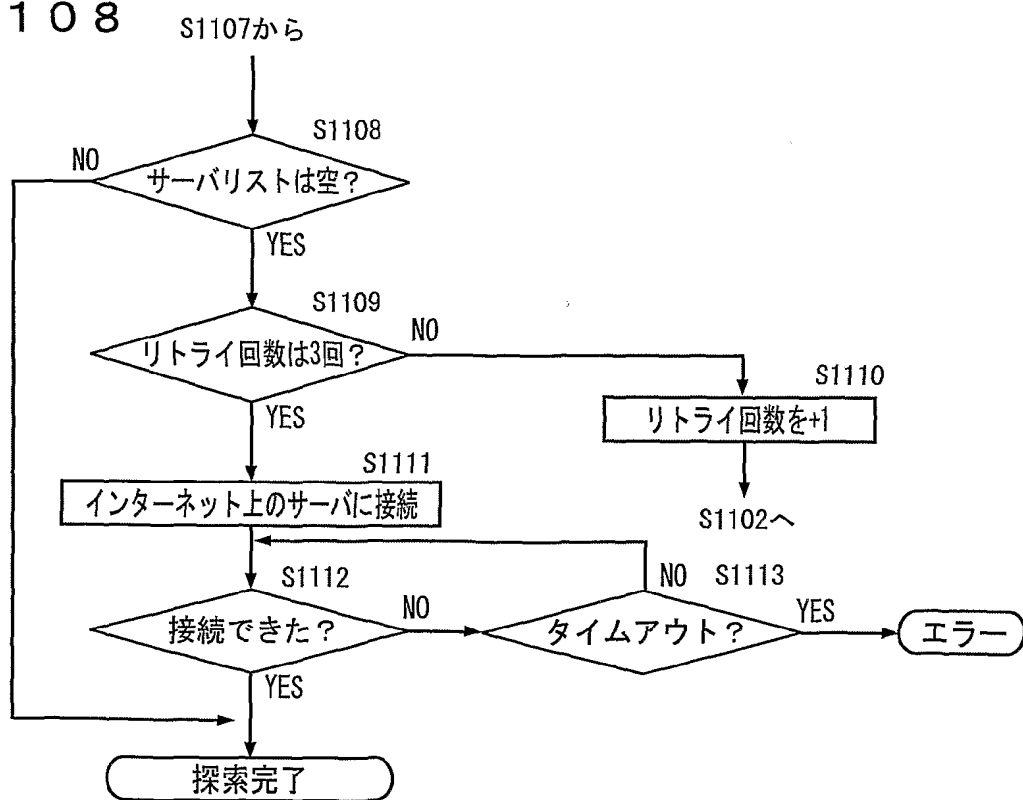 １０８
S1107から
S1108
NO
サーバリストは空？
YES
S1109
NO
リトライ回数は3回？
YES
S1110
リトライ回数を+1
S1102へ
S1111
インターネット上のサーバに接続
S1112
NO
接続できた？
YES
NO
S1113
タイムアウト？
YES
エラー
探索完了